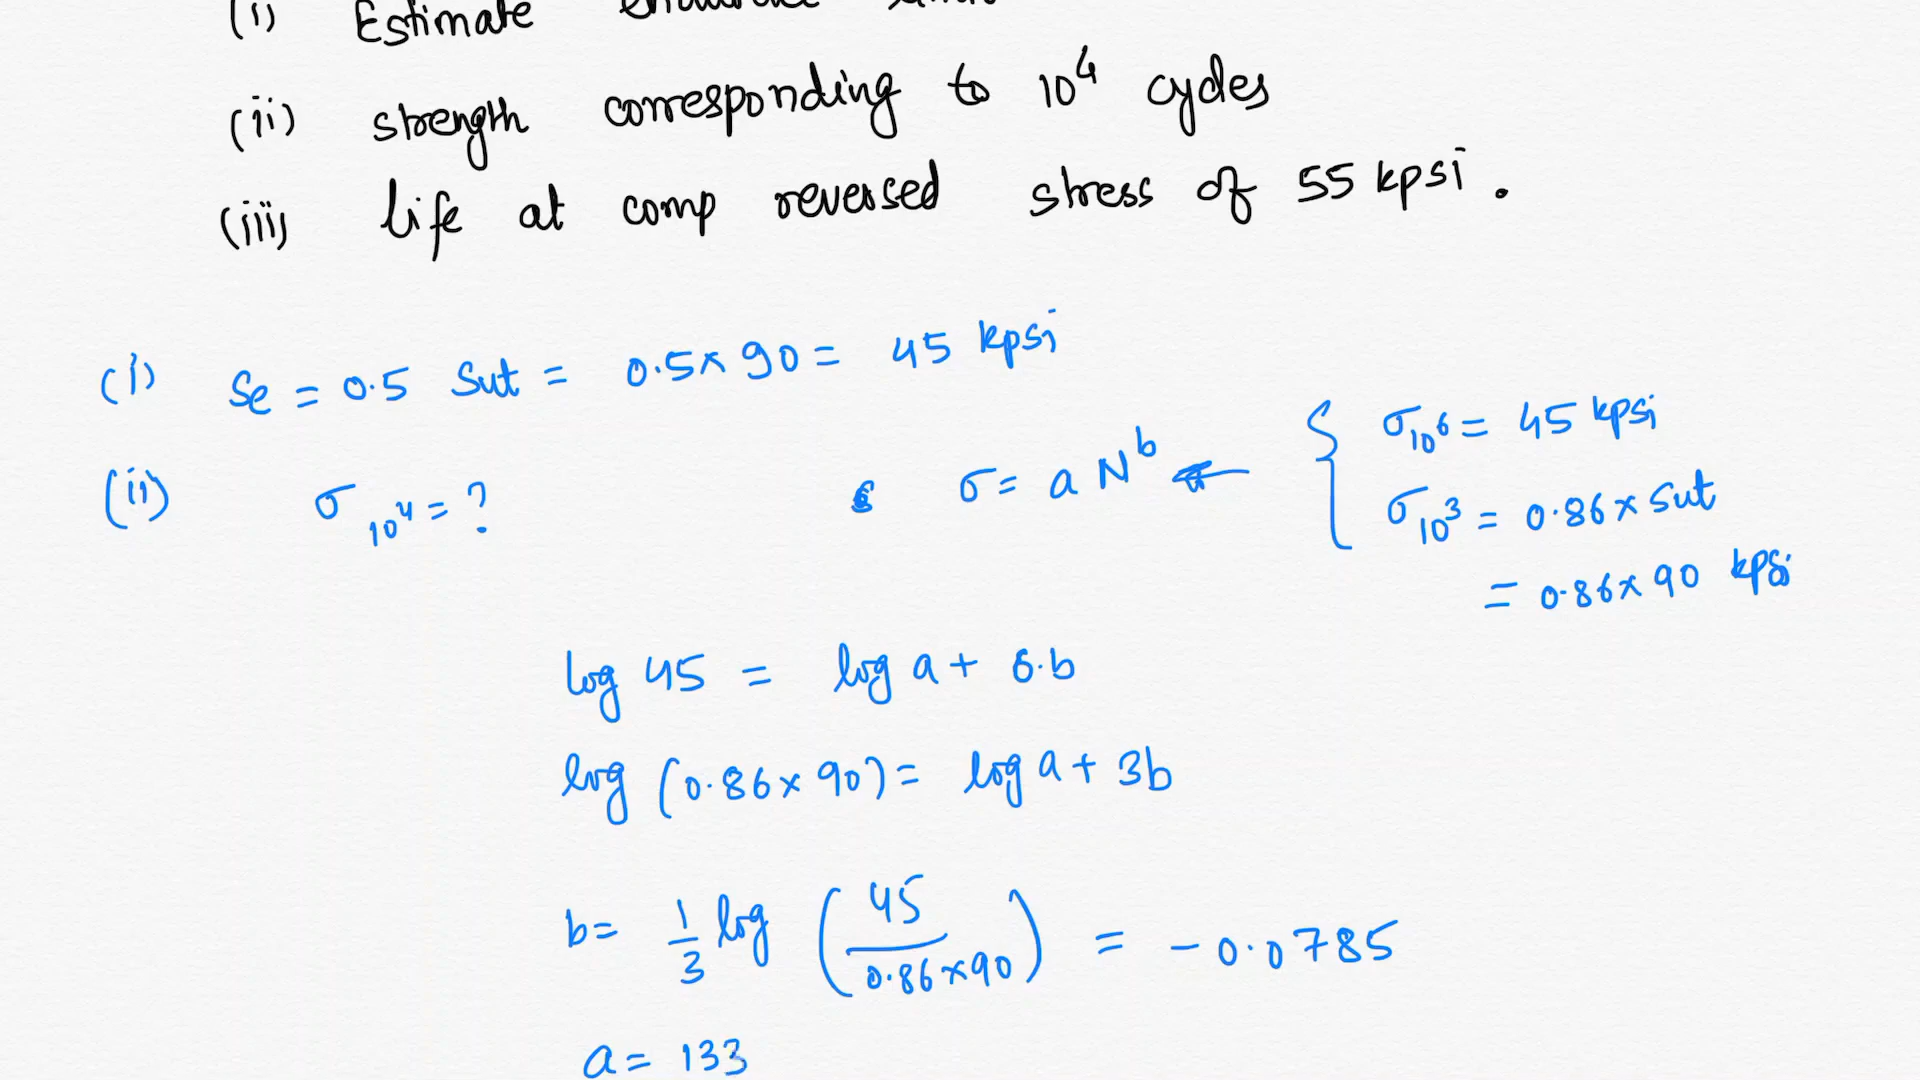 (i) Estimate
(ii) strength corresponding to 10⁴ cycles
(iii) life at comp reversed stress of 55 kpsi.
(i) Se = 0.5 Sut = 0.5 × 90 = 45 kpsi
(ii) σ₁₀⁴ = ? σ = a N^b
σ₁₀⁶ = 45 kpsi
σ₁₀³ = 0.86 × Sut
= 0.86 × 90 kpsi
log 45 = log a + 6.b
log (0.86 × 90) = log a + 3b
b = 1/3 log (45 / 0.86 × 90) = -0.0785
a = 133